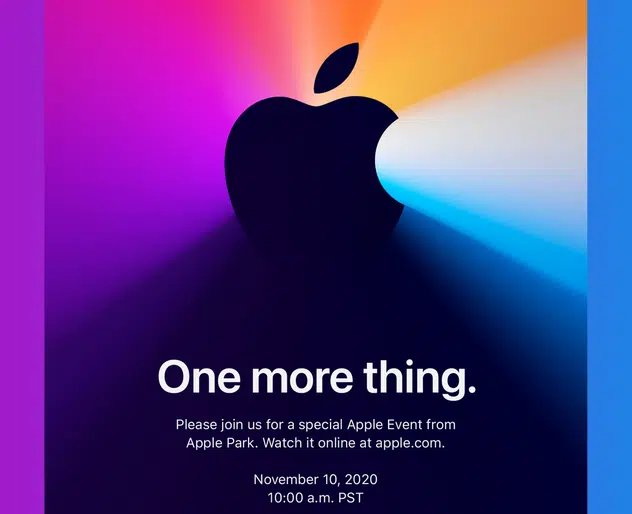 One more thing.
Please join us for a special Apple Event from
Apple Park. Watch it online at apple.com.
November 10, 2020
10:00 a.m. PST